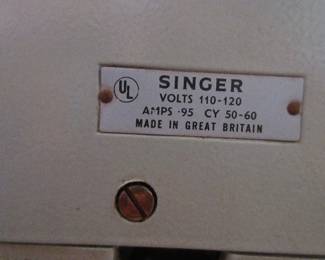 UL SINGER
VOLTS 110-120
AMPS ·95 CY 50-60
MADE IN GREAT BRITAIN